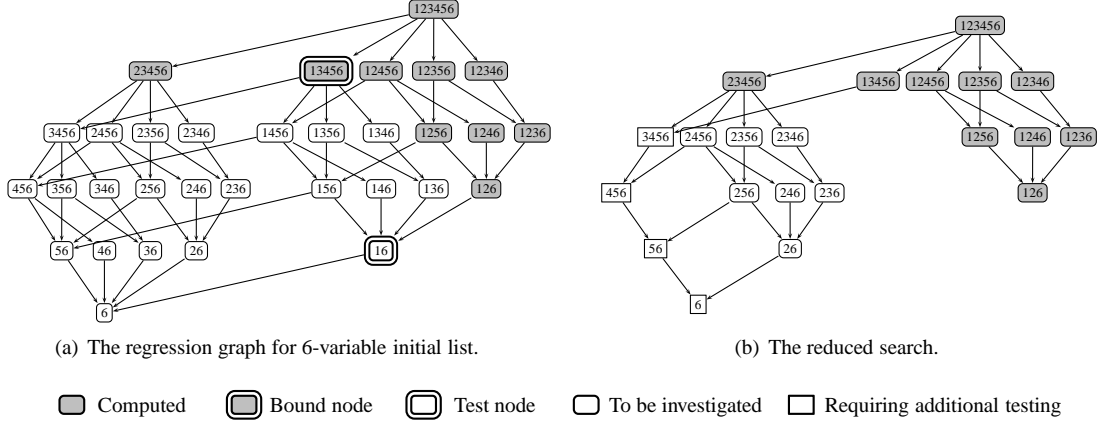 123456
23456 13456 12456 12356 12346
3456 2456 2356 2346 1456 1356 1346 1256 1246 1236
456 356 346 256 246 236 156 146 136 126
56 46 36 26 16
6
(a) The regression graph for 6-variable initial list.
123456
23456 13456 12456 12356 12346
3456 2456 2356 2346 1256 1246 1236
456 256 246 236 126
56 26
6
(b) The reduced search.
Computed Bound node Test node To be investigated Requiring additional testing